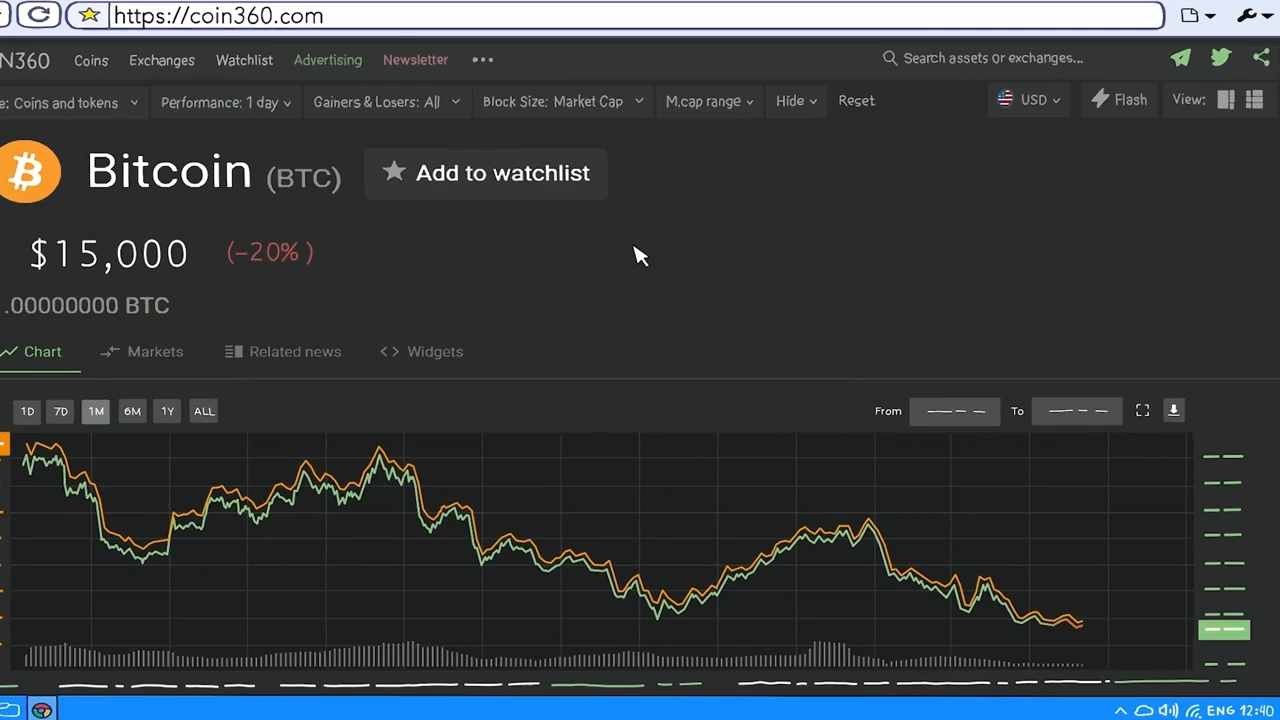 https://coin360.com
N360 Coins Exchanges Watchlist Advertising Newsletter ••• Search assets or exchanges...
e: Coins and tokens Performance: 1 day Gainers & Losers: All Block Size: Market Cap M.cap range Hide Reset USD Flash View:
Bitcoin (BTC) Add to watchlist
$15,000 (-20%)
.00000000 BTC
Chart Markets Related news Widgets
1D 7D 1M 6M 1Y ALL From To
ENG 12:40